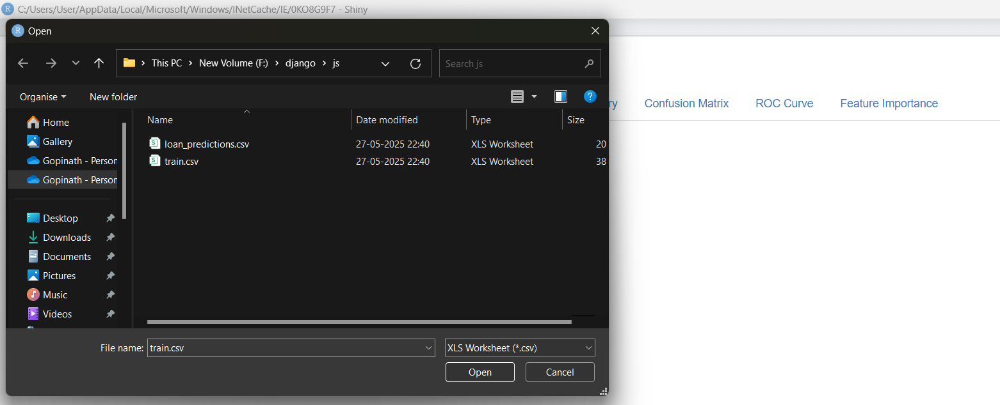 R C:/Users/User/AppData/Local/Microsoft/Windows/INetCache/IE/0KO8G9F7 - Shiny
R Open
This PC > New Volume (F:) > django > js
Search js
Organise New folder ?
ry Confusion Matrix ROC Curve Feature Importance
Name Date modified Type Size
Home
Gallery
Gopinath - Person
Gopinath - Person
loan_predictions.csv 27-05-2025 22:40 XLS Worksheet 20
train.csv 27-05-2025 22:40 XLS Worksheet 38
Desktop
Downloads
Documents
Pictures
Music
Videos
File name: train.csv XLS Worksheet (*.csv)
Open Cancel